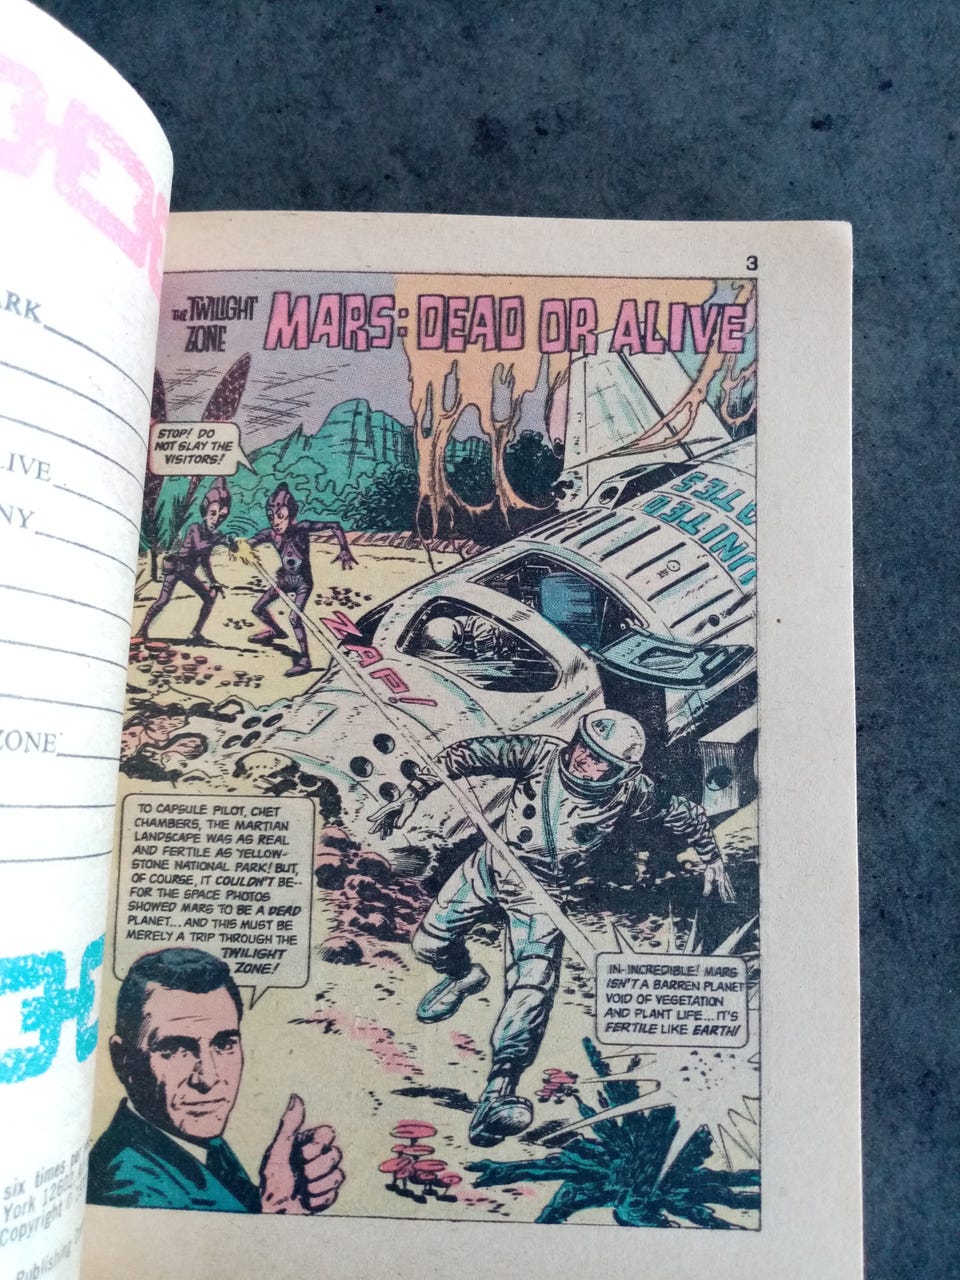 ARK
LIVE
NY
ZONE
six times per
York 12602
Copyright ©
Publishing
3
THE TWILIGHT
ZONE
MARS: DEAD OR ALIVE
STOP! DO
NOT SLAY THE
VISITORS!
UNITED
STATES
ZAP!
TO CAPSULE PILOT, CHET
CHAMBERS, THE MARTIAN
LANDSCAPE WAS AS REAL
AND FERTILE AS YELLOW-
STONE NATIONAL PARK! BUT,
OF COURSE, IT COULDN'T BE--
FOR THE SPACE PHOTOS
SHOWED MARS TO BE A DEAD
PLANET...AND THIS MUST BE
MERELY A TRIP THROUGH THE
TWILIGHT
ZONE!
IN-INCREDIBLE! MARS
ISN'T A BARREN PLANET
VOID OF VEGETATION
AND PLANT LIFE...IT'S
FERTILE LIKE EARTH!